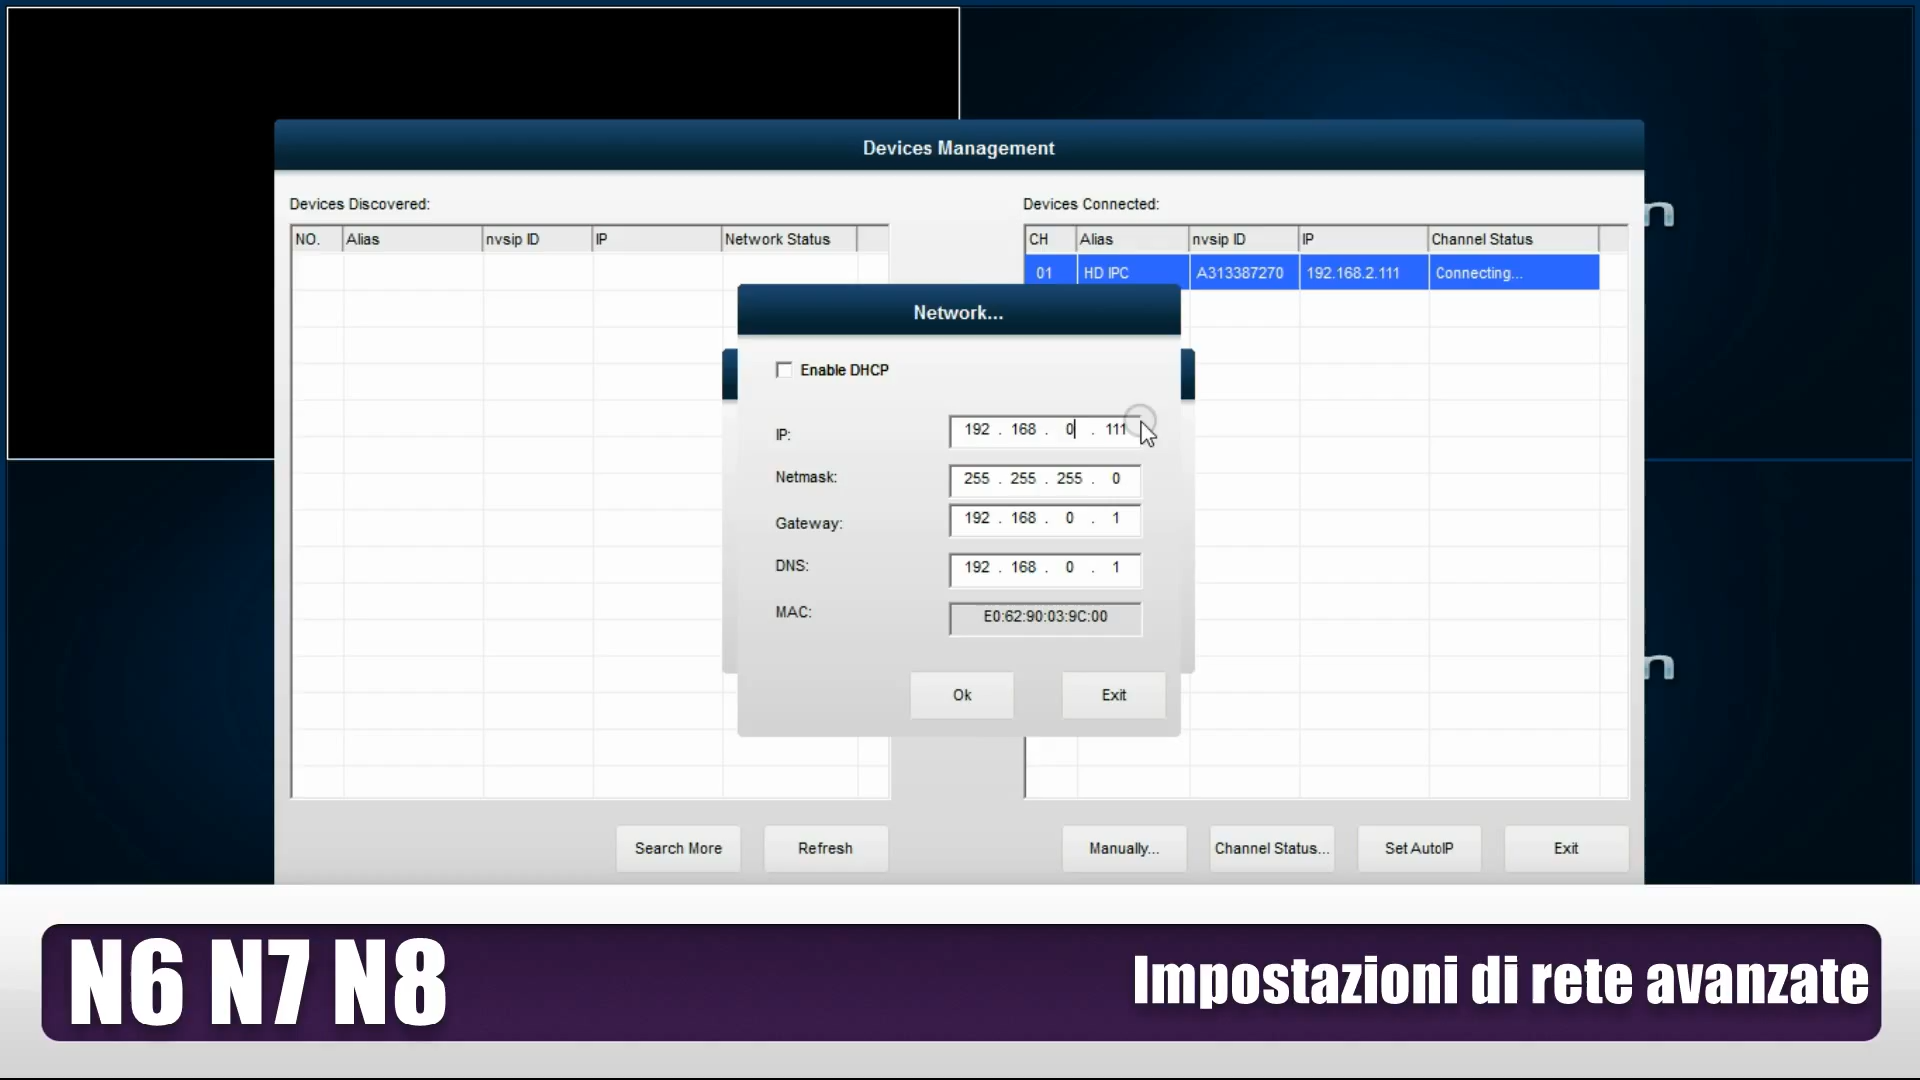 Devices Management
Devices Discovered:
Devices Connected:
NO. Alias nvsip ID IP Network Status
CH Alias nvsip ID IP Channel Status
01 HD IPC A313387270 192.168.2.111 Connecting...
Network...
Enable DHCP
IP: 192 . 168 . 0 . 111
Netmask: 255 . 255 . 255 . 0
Gateway: 192 . 168 . 0 . 1
DNS: 192 . 168 . 0 . 1
MAC: E0:62:90:03:9C:00
Ok Exit
Search More Refresh Manually... Channel Status... Set AutoIP Exit
N6 N7 N8
Impostazioni di rete avanzate